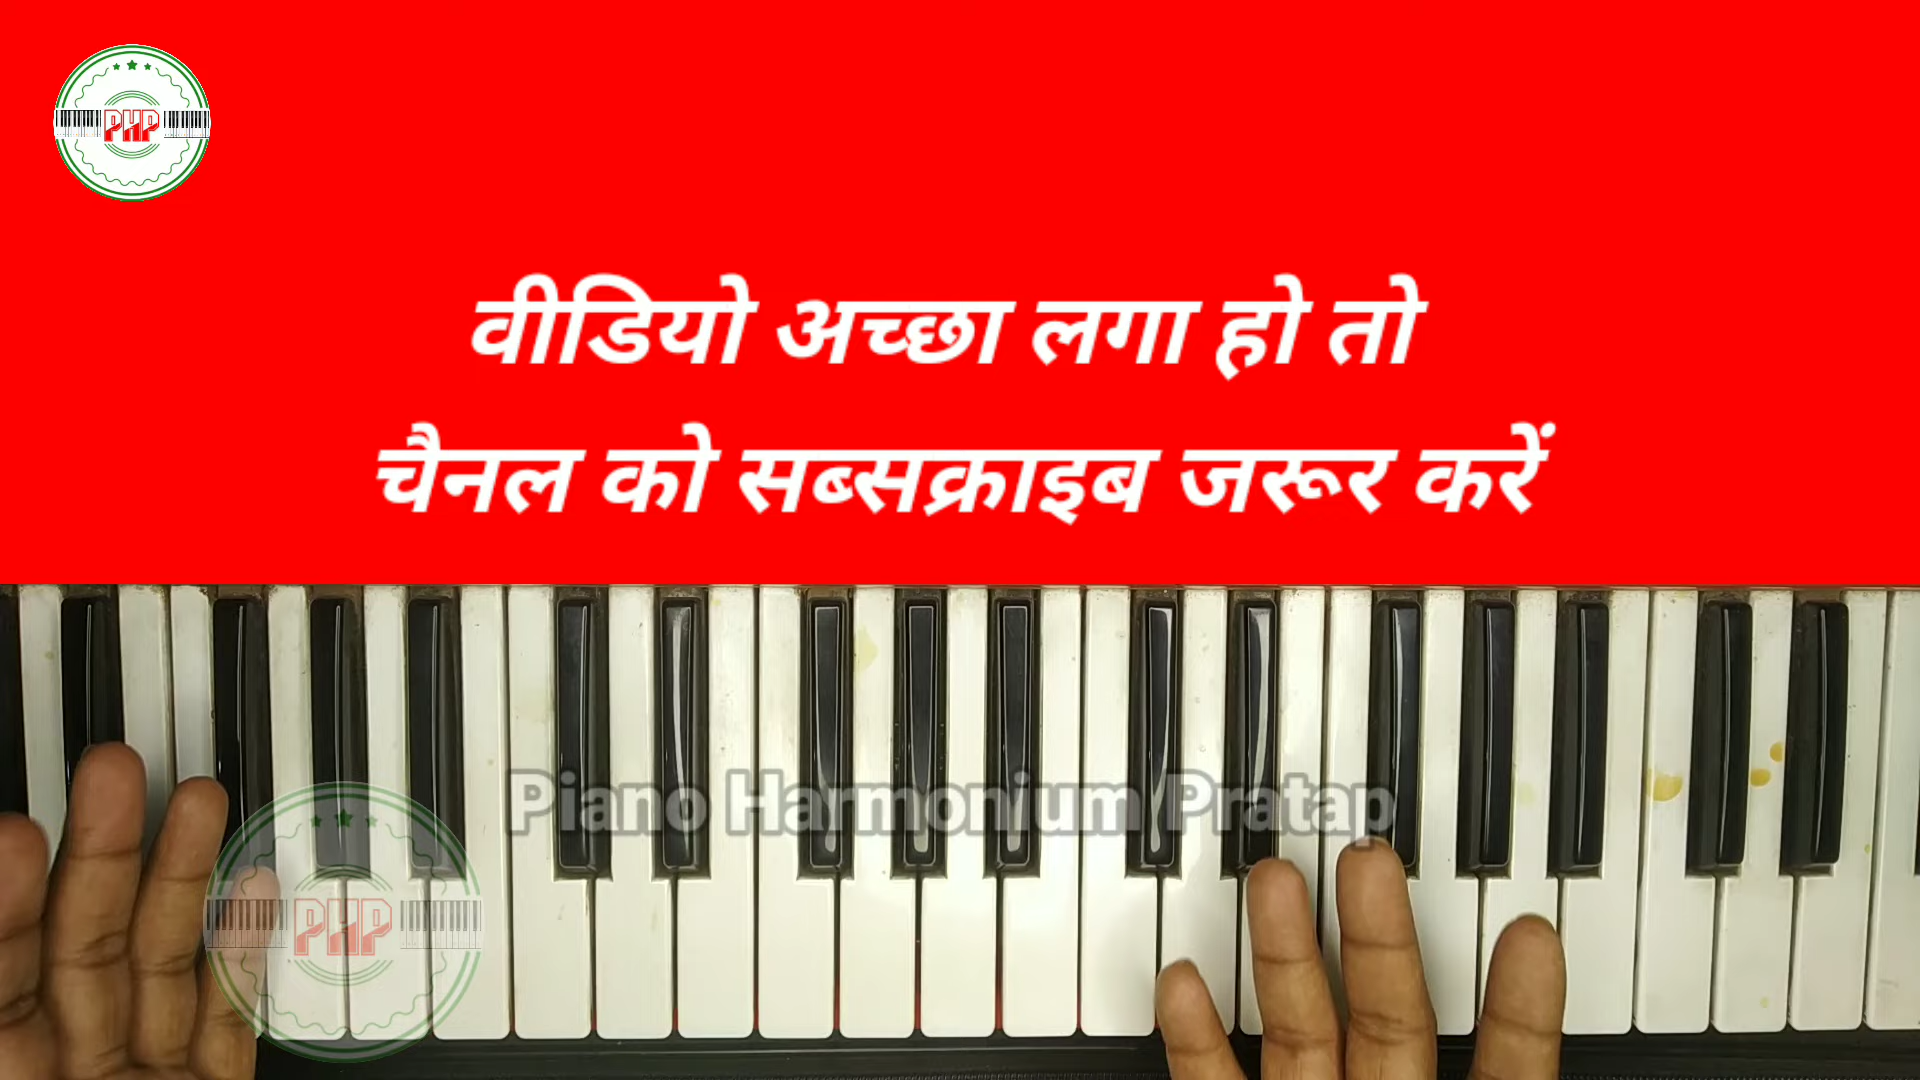 PHP
वीडियो अच्छा लगा हो तो
चैनल को सब्सक्राइब जरूर करें
Piano Harmonium Pratap
PHP